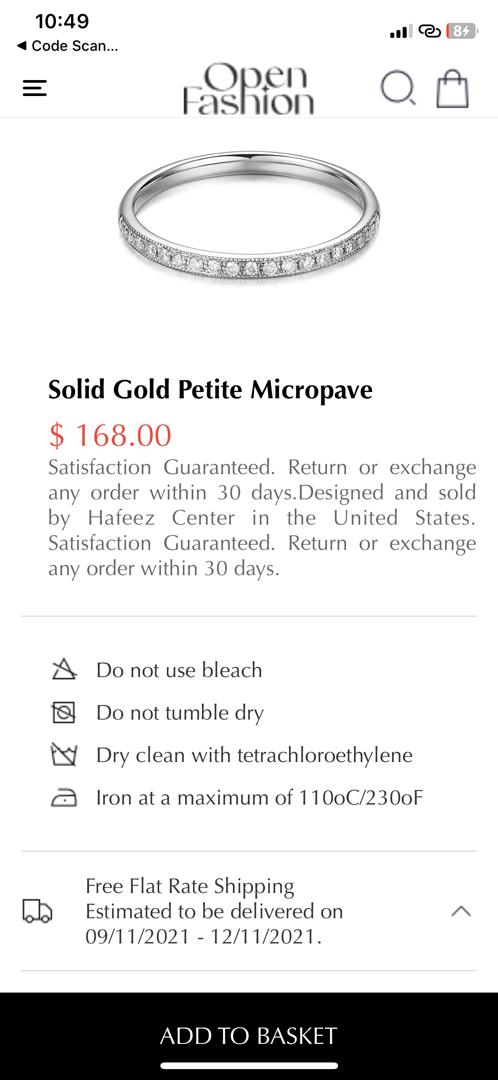 10:49
8
◀ Code Scan...
Open
Fashion
Solid Gold Petite Micropave
$ 168.00
Satisfaction Guaranteed. Return or exchange
any order within 30 days.Designed and sold
by Hafeez Center in the United States.
Satisfaction Guaranteed. Return or exchange
any order within 30 days.
Do not use bleach
Do not tumble dry
Dry clean with tetrachloroethylene
Iron at a maximum of 110oC/230oF
Free Flat Rate Shipping
Estimated to be delivered on
09/11/2021 - 12/11/2021.
ADD TO BASKET